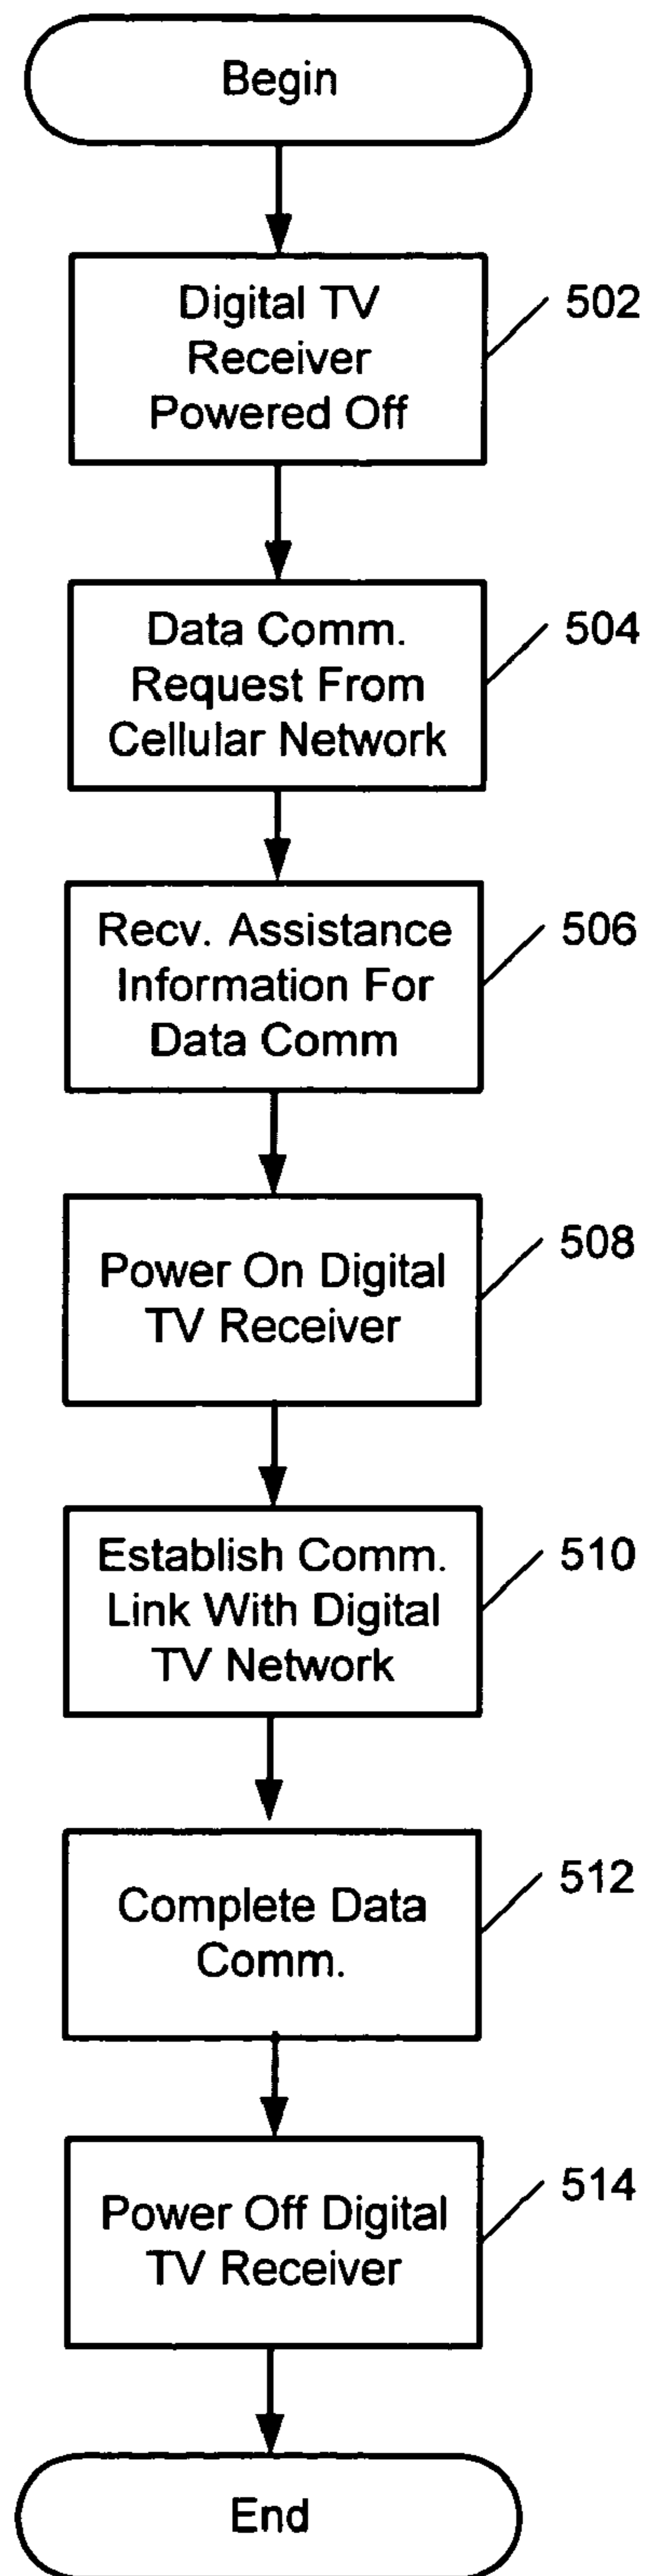 Begin
Digital TV
Receiver
Powered Off
502
Data Comm.
Request From
Cellular Network
504
Recv. Assistance
Information For
Data Comm
506
Power On Digital
TV Receiver
508
Establish Comm.
Link With Digital
TV Network
510
Complete Data
Comm.
512
Power Off Digital
TV Receiver
514
End